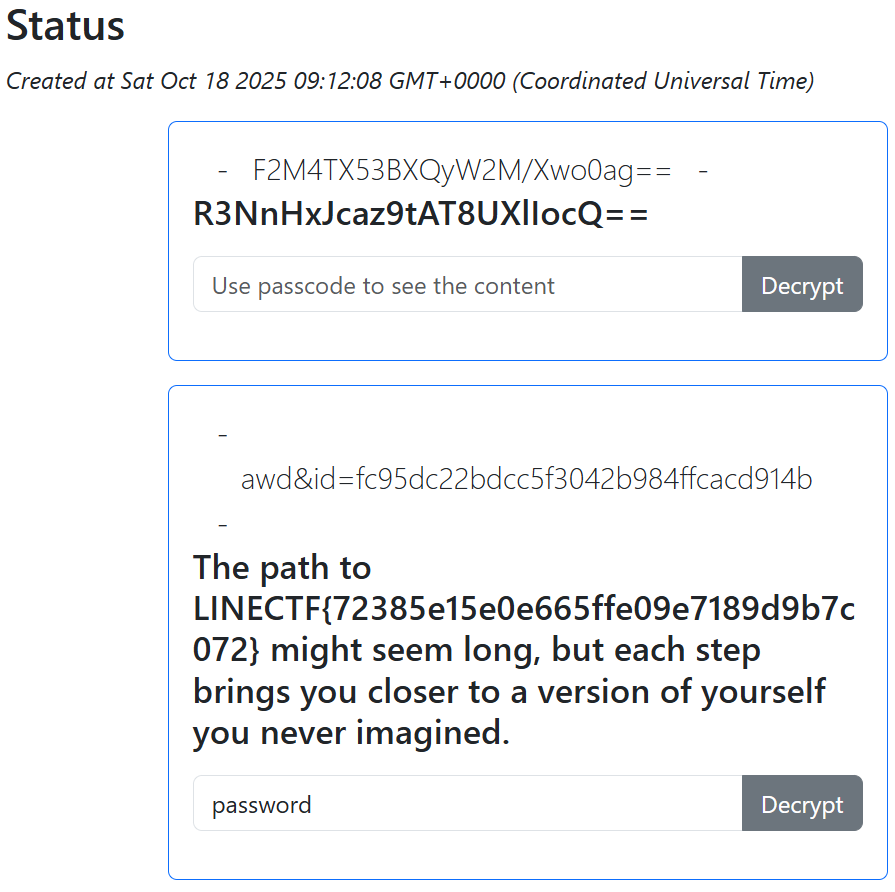 Status
Created at Sat Oct 18 2025 09:12:08 GMT+0000 (Coordinated Universal Time)
- F2M4TX53BXQyW2M/Xwo0ag== -
R3NnHxJcaz9tAT8UXlIocQ==
Use passcode to see the content
Decrypt
-
awd&id=fc95dc22bdcc5f3042b984ffcacd914b
-
The path to
LINECTF{72385e15e0e665ffe09e7189d9b7c
072} might seem long, but each step
brings you closer to a version of yourself
you never imagined.
password
Decrypt